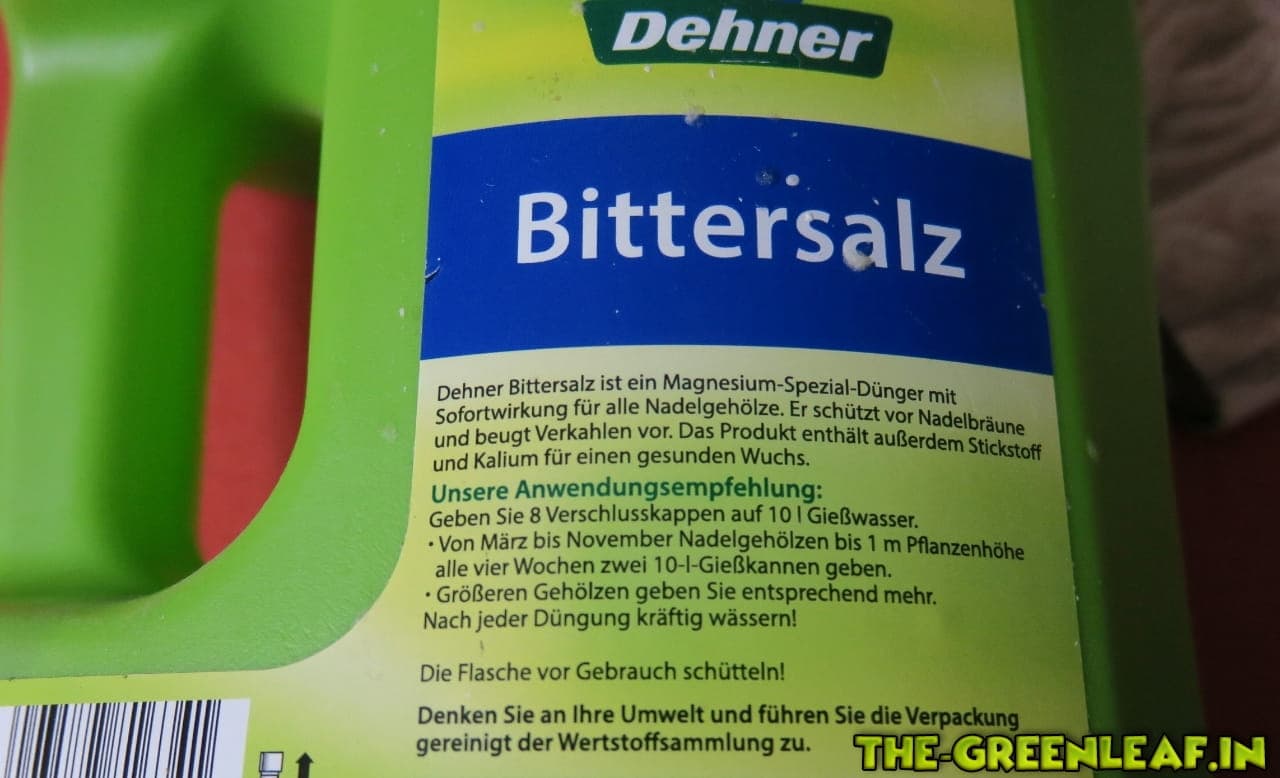 Dehner
Bittersalz
Dehner Bittersalz ist ein Magnesium-Spezial-Dünger mit
Sofortwirkung für alle Nadelgehölze. Er schützt vor Nadelbräune
und beugt Verkahlen vor. Das Produkt enthält außerdem Stickstoff
und Kalium für einen gesunden Wuchs.
Unsere Anwendungsempfehlung:
Geben Sie 8 Verschlusskappen auf 10 l Gießwasser.
· Von März bis November Nadelgehölzen bis 1 m Pflanzenhöhe
alle vier Wochen zwei 10-l-Gießkannen geben.
· Größeren Gehölzen geben Sie entsprechend mehr.
Nach jeder Düngung kräftig wässern!
Die Flasche vor Gebrauch schütteln!
Denken Sie an Ihre Umwelt und führen Sie die Verpackung
gereinigt der Wertstoffsammlung zu.
THE-GREENLEAF.IN